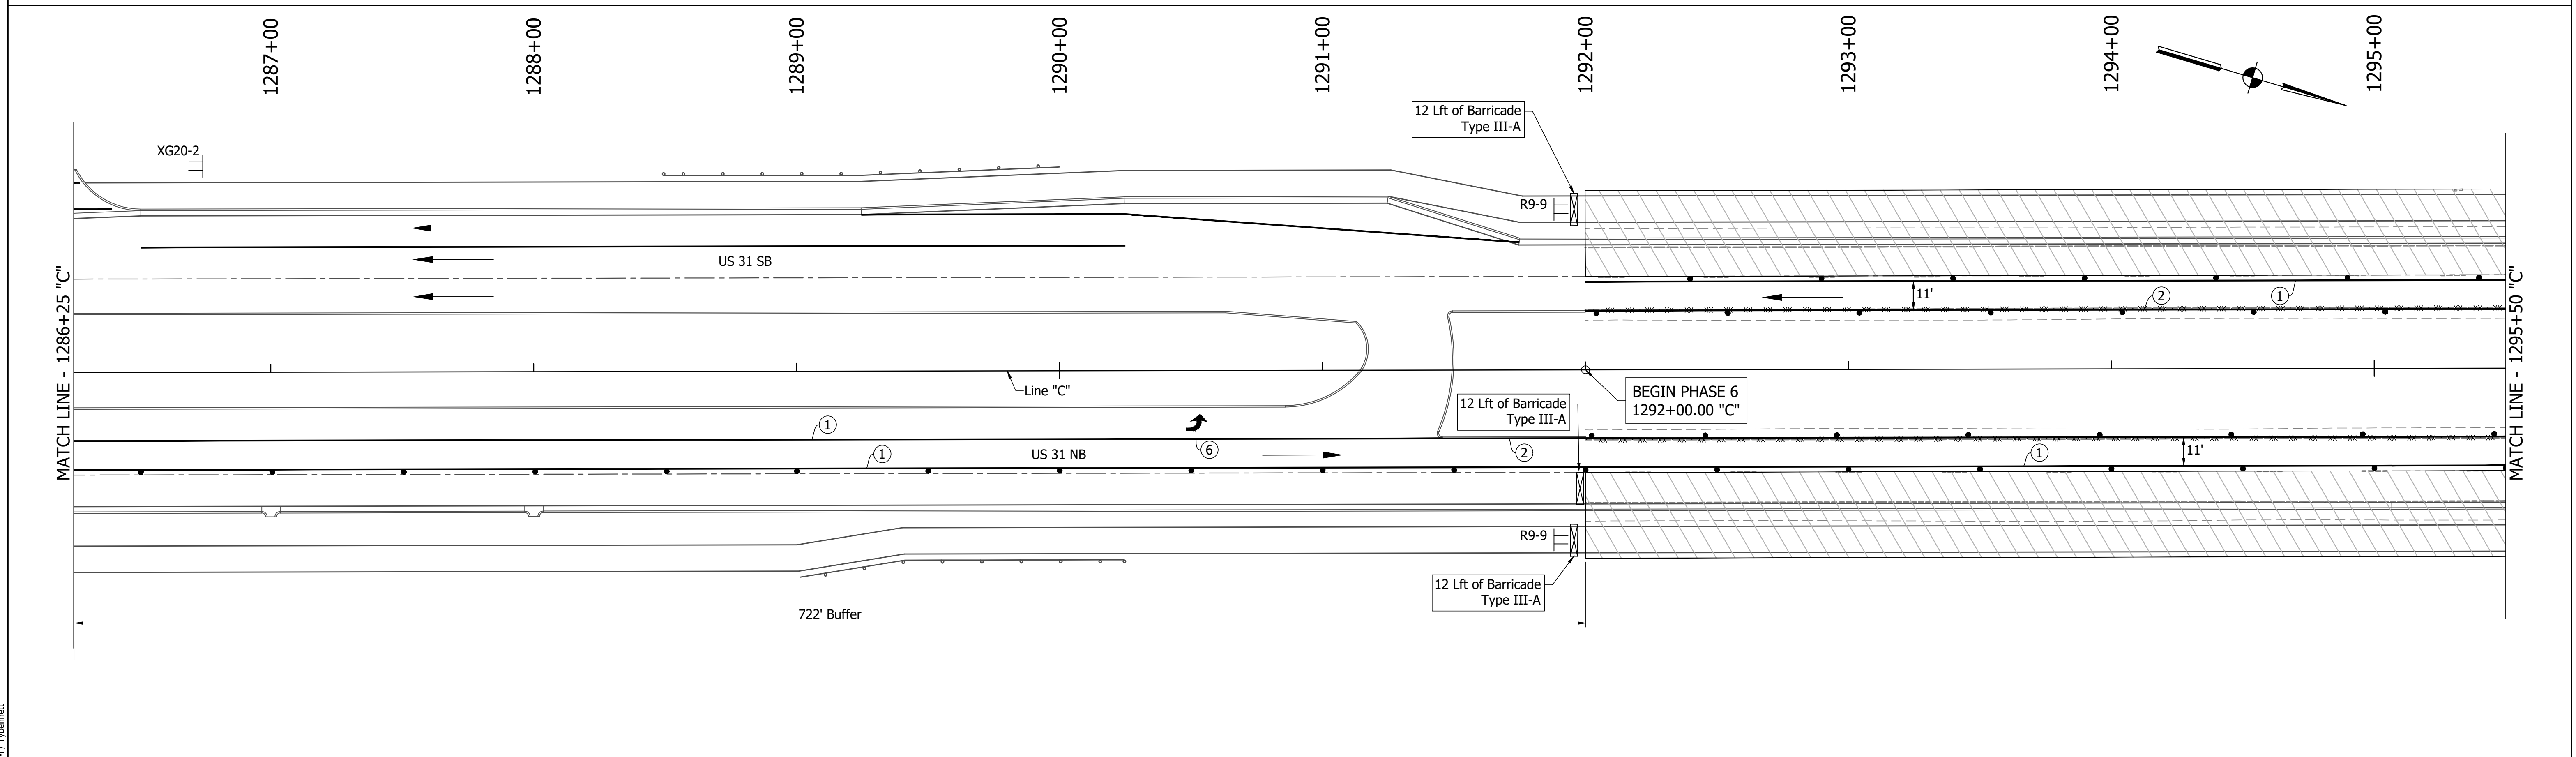 1287+00
1288+00
1289+00
1290+00
1291+00
1292+00
1293+00
1294+00
1295+00
12 Lft of Barricade
Type III-A
XG20-2
R9-9
US 31 SB
11'
2
1
MATCH LINE - 1286+25 "C"
MATCH LINE - 1295+50 "C"
Line "C"
BEGIN PHASE 6
1292+00.00 "C"
12 Lft of Barricade
Type III-A
1
6
2
1
US 31 NB
11'
1
R9-9
12 Lft of Barricade
Type III-A
722' Buffer